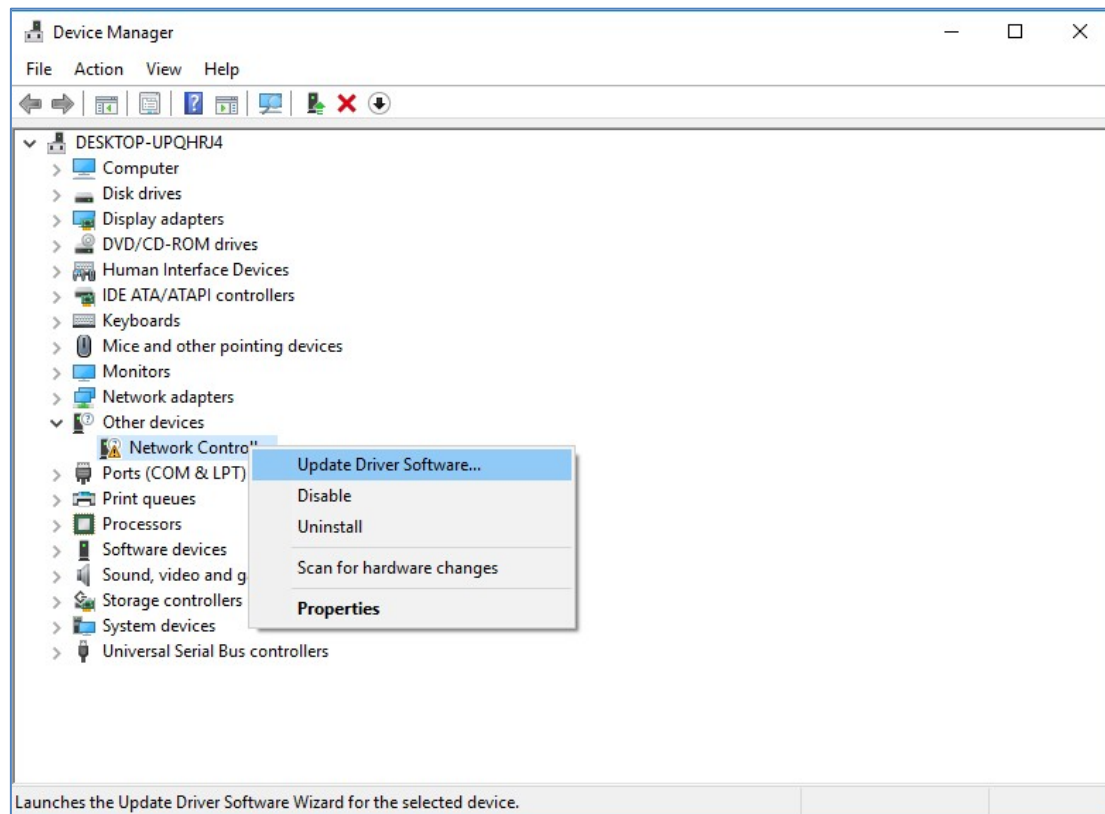 Device Manager
File Action View Help
DESKTOP-UPQHRJ4
Computer
Disk drives
Display adapters
DVD/CD-ROM drives
Human Interface Devices
IDE ATA/ATAPI controllers
Keyboards
Mice and other pointing devices
Monitors
Network adapters
Other devices
Network
Update Driver Software...
Disable
Uninstall
Scan for hardware changes
Properties
Ports (COM & LPT)
Print queues
Processors
Software devices
Sound, video and g
Storage controllers
System devices
Universal Serial Bus controllers
Launches the Update Driver Software Wizard for the selected device.